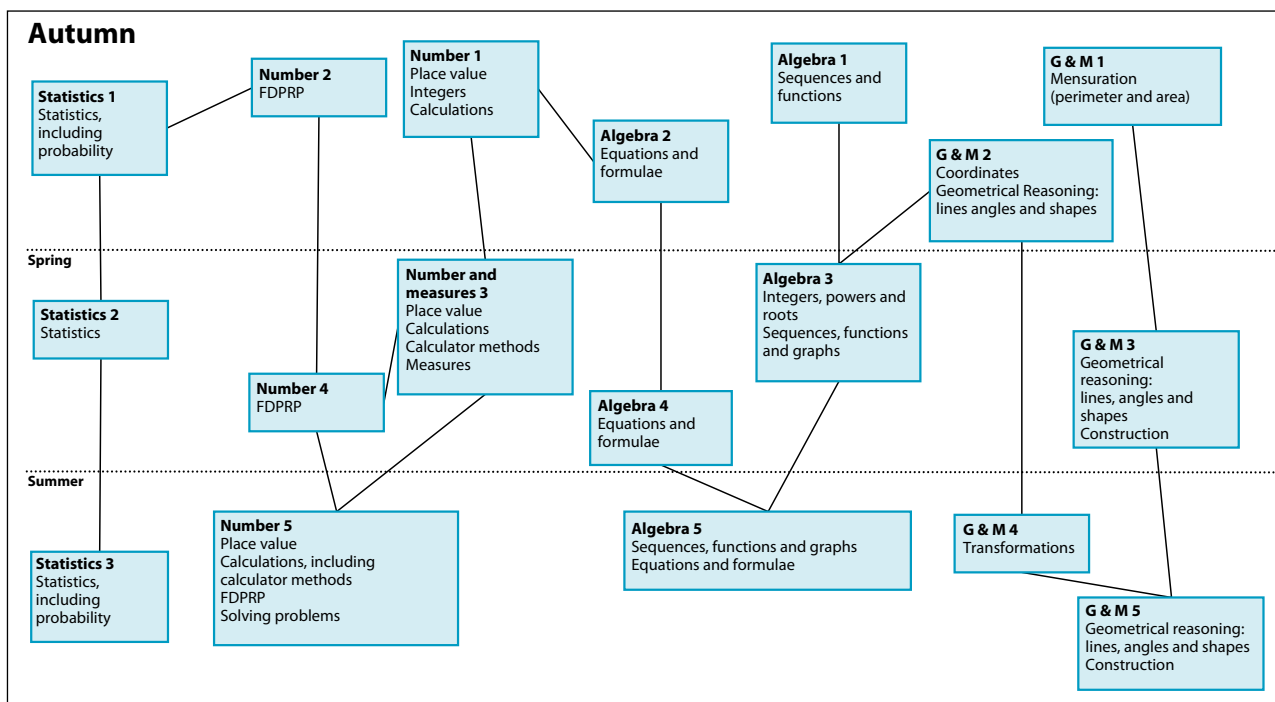 Autumn
Statistics 1
Statistics,
including
probability
Number 2
FDPRP
Number 1
Place value
Integers
Calculations
Algebra 2
Equations and
formulae
Algebra 1
Sequences and
functions
G & M 2
Coordinates
Geometrical Reasoning:
lines angles and shapes
G & M 1
Mensuration
(perimeter and area)
Spring
Statistics 2
Statistics
Number 4
FDPRP
Number and
measures 3
Place value
Calculations
Calculator methods
Measures
Algebra 4
Equations and
formulae
Algebra 3
Integers, powers and
roots
Sequences, functions
and graphs
G & M 3
Geometrical
reasoning:
lines, angles and
shapes
Construction
Summer
Statistics 3
Statistics,
including
probability
Number 5
Place value
Calculations, including
calculator methods
FDPRP
Solving problems
Algebra 5
Sequences, functions and graphs
Equations and formulae
G & M 4
Transformations
G & M 5
Geometrical reasoning:
lines, angles and shapes
Construction